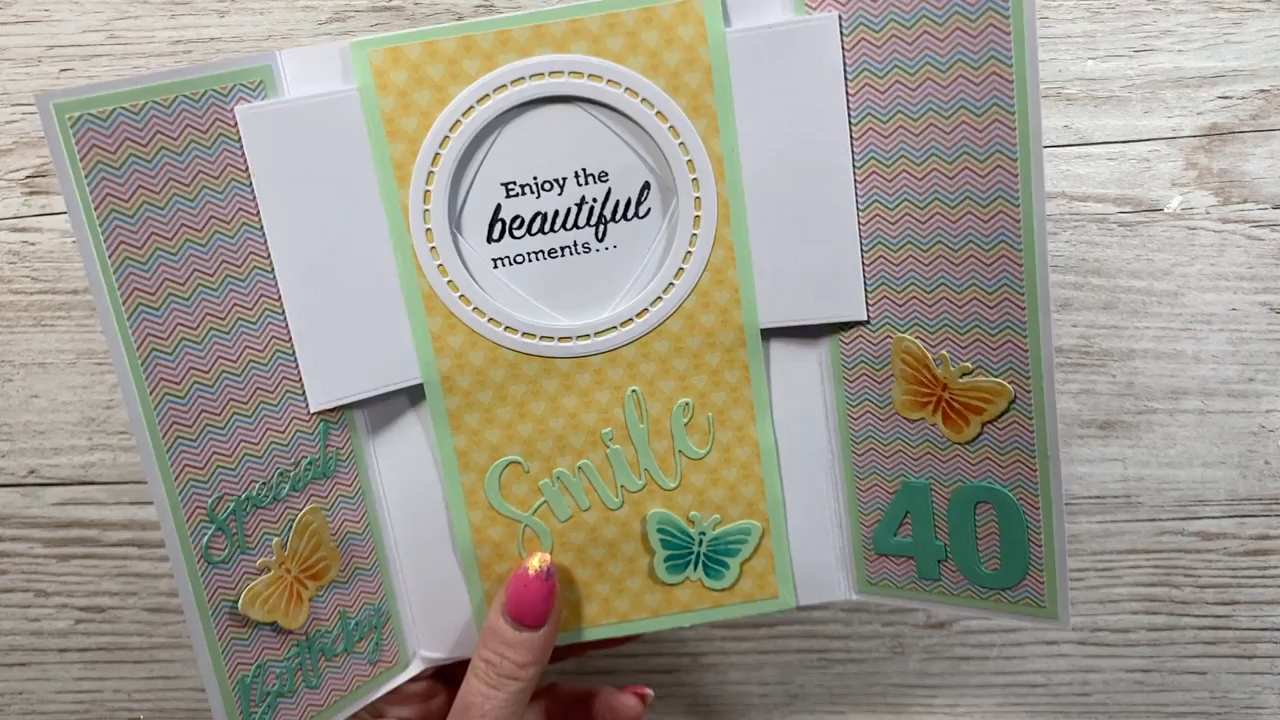 Enjoy the
beautiful
moments...
Smile
Special
Birthday
40